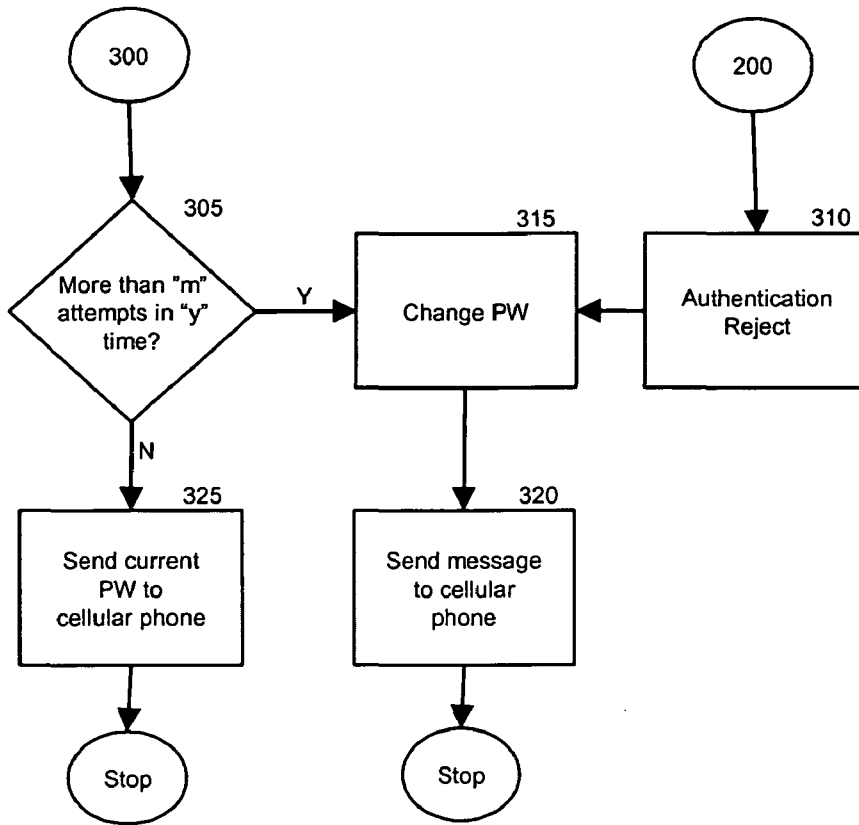 300
200
305
More than "m"
attempts in "y"
time?
Y
315
Change PW
310
Authentication
Reject
N
325
Send current
PW to
cellular phone
320
Send message
to cellular
phone
Stop
Stop